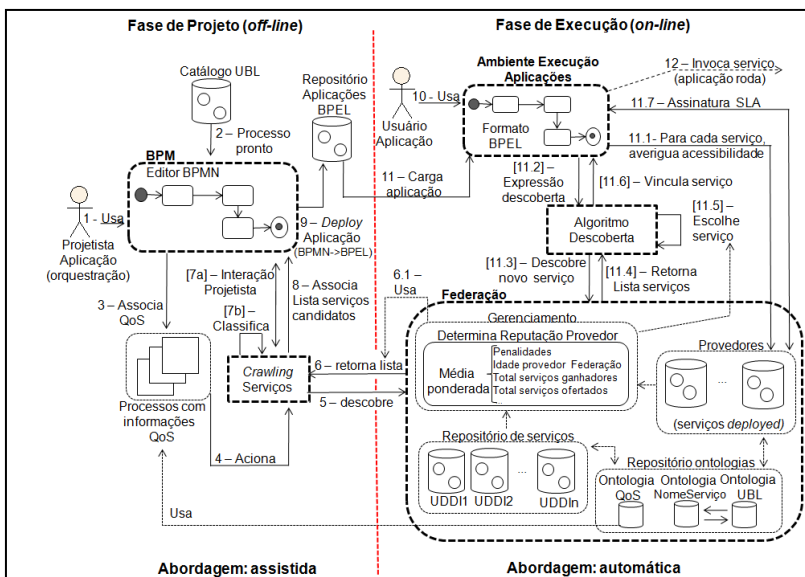 Fase de Projeto (off-line)
Fase de Execução (on-line)
Catálogo UBL
Repositório
Aplicações
BPEL
2 – Processo
pronto
BPM
Editor BPMN
1 - Usa
Projetista
Aplicação
(orquestração)
9 – Deploy
Aplicação
(BPMN->BPEL)
[7a] – Interação
Projetista
8 – Associa
Lista serviços
candidatos
[7b] –
Classifica
3 – Associa
QoS
Crawling
Serviços
6 – retorna lista
5 – descobre
6.1 –
Usa
Processos com
informações
QoS
4 – Aciona
Usa
Abordagem: assistida
Ambiente Execução
Aplicações
12 – Invoca serviço
(aplicação roda)
10 - Usa
Usuário
Aplicação
Formato
BPEL
11.7 – Assinatura SLA
11.1- Para cada serviço,
averigua acessibilidade
11 – Carga
aplicação
[11.2] –
Expressão
descoberta
[11.6] – Vincula serviço
[11.5] –
Escolhe
serviço
Algoritmo
Descoberta
[11.3] – Descobre
novo serviço
[11.4] – Retorna
Lista serviços
Federação
Gerenciamento
Determina Reputação Provedor
Média
ponderada
Penalidades
Idade provedor Federação
Total serviços ganhadores
Total serviços ofertados
...
Provedores
...
(serviços deployed)
Repositório de serviços
...
UDDI1
UDDI2
UDDIn
Repositório ontologias
Ontologia
QoS
Ontologia
NomeServiço
Ontologia
UBL
Abordagem: automática